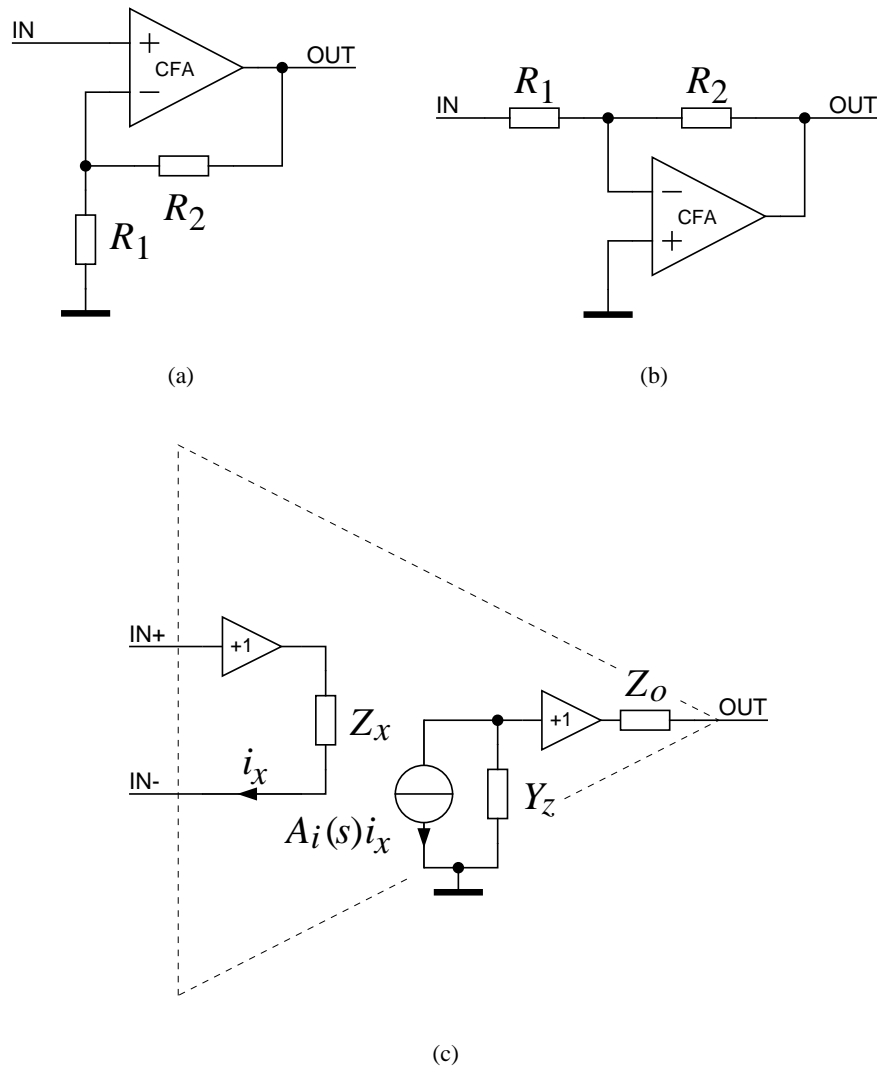 IN
+
CFA
−
OUT
R2
R1
(a)
IN
R1
R2
OUT
−
CFA
+
(b)
IN+
+1
Zx
IN-
ix
Ai(s)ix
Yz
+1
Zo
OUT
(c)